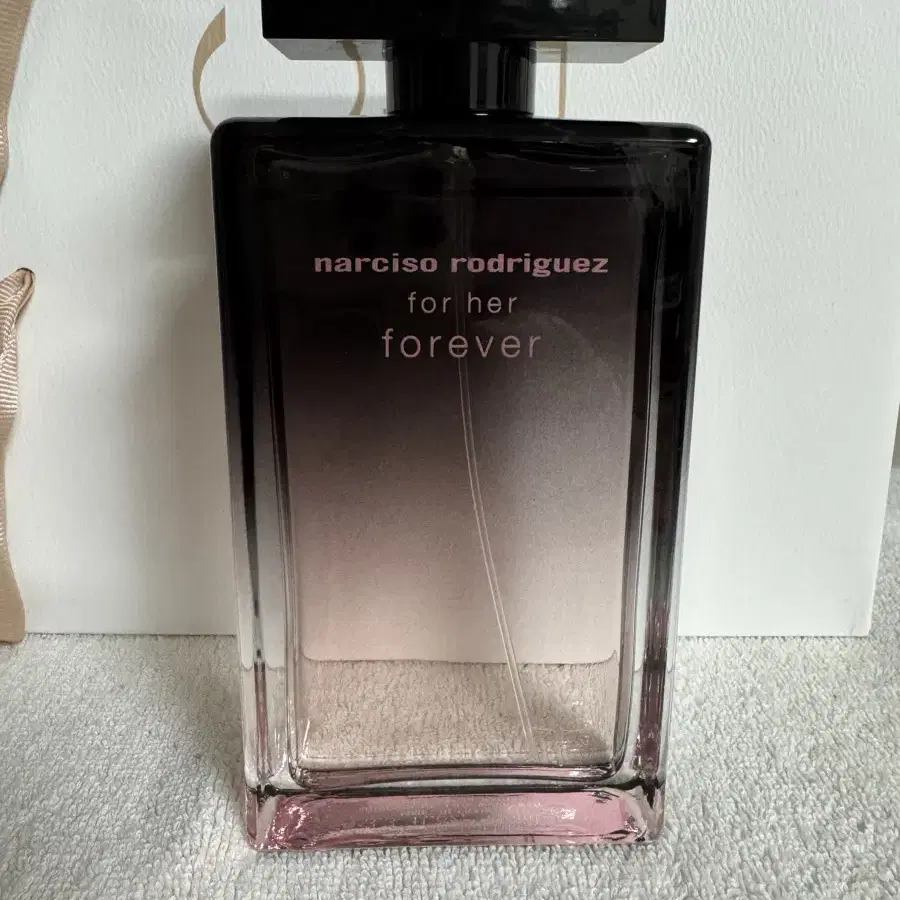 narciso rodriguez
for her
forever